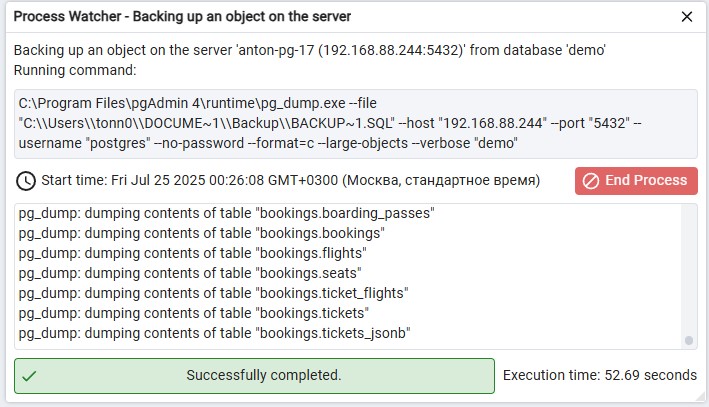 Process Watcher - Backing up an object on the server
Backing up an object on the server 'anton-pg-17 (192.168.88.244:5432)' from database 'demo'
Running command:
C:\Program Files\pgAdmin 4\runtime\pg_dump.exe --file
"C:\\Users\\tonn0\\DOCUME~1\\Backup\\BACKUP~1.SQL" --host "192.168.88.244" --port "5432" --
username "postgres" --no-password --format=c --large-objects --verbose "demo"
Start time: Fri Jul 25 2025 00:26:08 GMT+0300 (Москва, стандартное время)
End Process
pg_dump: dumping contents of table "bookings.boarding_passes"
pg_dump: dumping contents of table "bookings.bookings"
pg_dump: dumping contents of table "bookings.flights"
pg_dump: dumping contents of table "bookings.seats"
pg_dump: dumping contents of table "bookings.ticket_flights"
pg_dump: dumping contents of table "bookings.tickets"
pg_dump: dumping contents of table "bookings.tickets_jsonb"
Successfully completed.
Execution time: 52.69 seconds